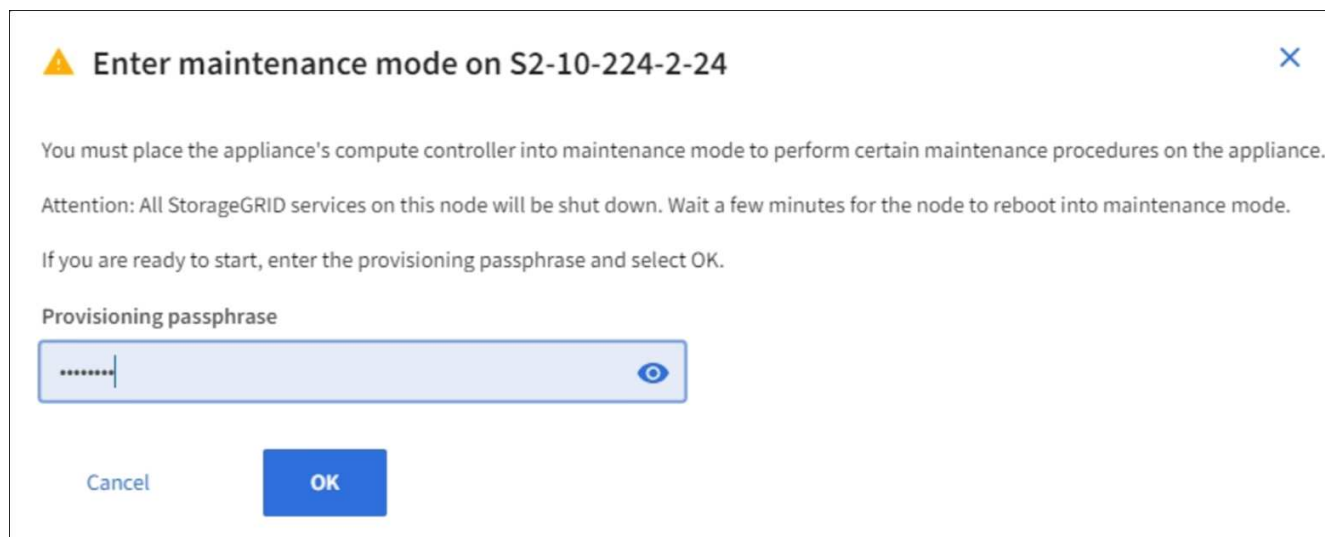 Enter maintenance mode on S2-10-224-2-24
You must place the appliance's compute controller into maintenance mode to perform certain maintenance procedures on the appliance.
Attention: All StorageGRID services on this node will be shut down. Wait a few minutes for the node to reboot into maintenance mode.
If you are ready to start, enter the provisioning passphrase and select OK.
Provisioning passphrase
••••••••
Cancel OK